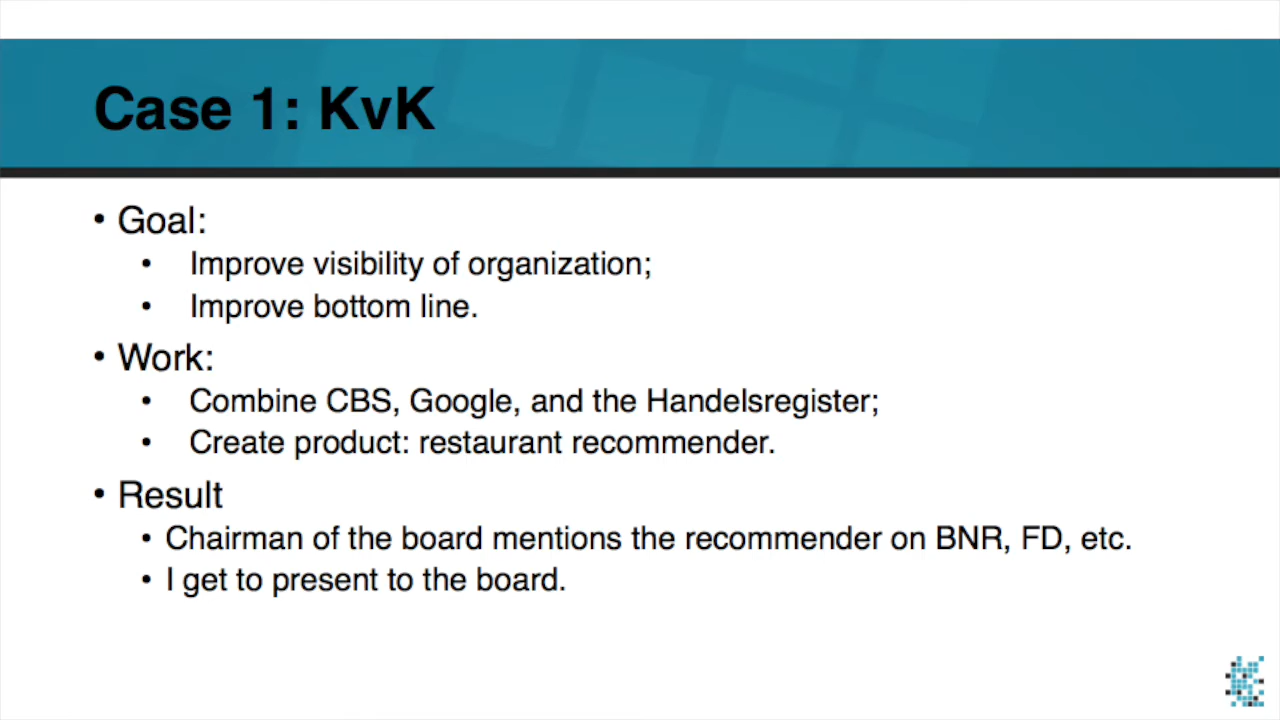 Case 1: KvK
• Goal:
• Improve visibility of organization;
• Improve bottom line.
• Work:
• Combine CBS, Google, and the Handelsregister;
• Create product: restaurant recommender.
• Result
• Chairman of the board mentions the recommender on BNR, FD, etc.
• I get to present to the board.